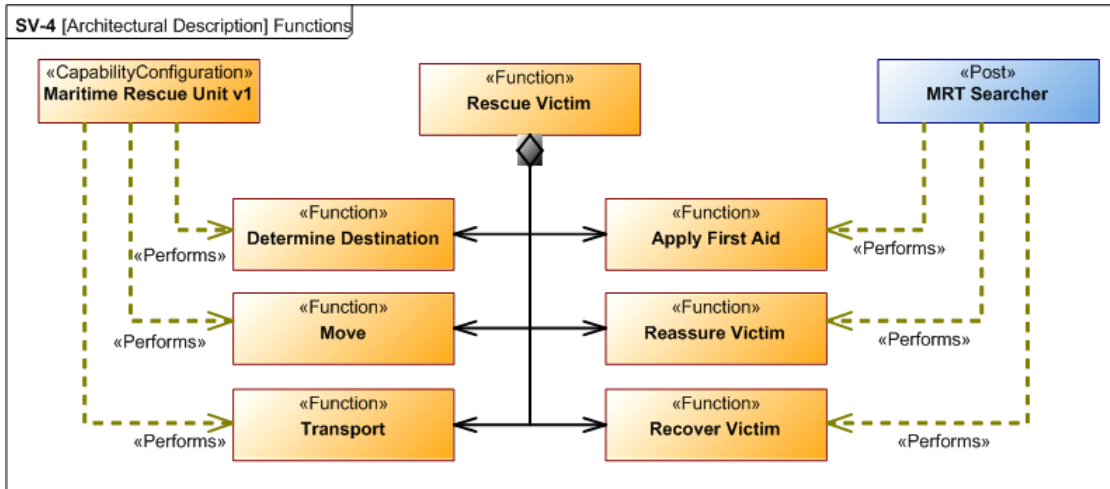 SV-4 [Architectural Description] Functions
«CapabilityConfiguration»
Maritime Rescue Unit v1
«Function»
Rescue Victim
«Post»
MRT Searcher
«Function»
Determine Destination
«Function»
Apply First Aid
«Performs»
«Performs»
«Function»
Move
«Function»
Reassure Victim
«Performs»
«Performs»
«Function»
Transport
«Function»
Recover Victim
«Performs»
«Performs»